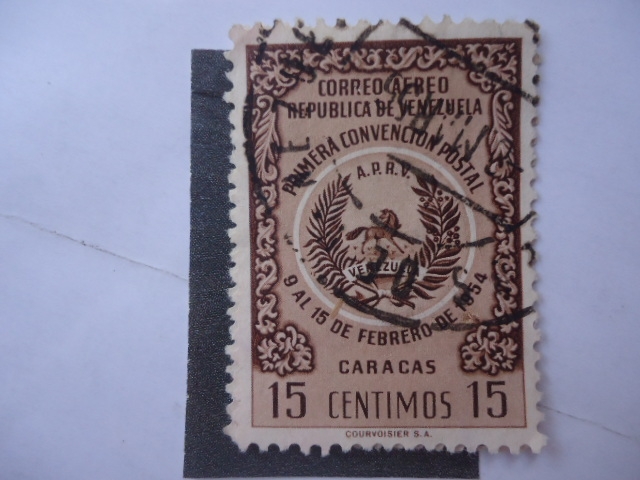 CORREO AEREO
REPUBLICA DE VENEZUELA
PRIMERA CONVENCION POSTAL
A.P.R.V.
VENEZUELA
9 AL 15 DE FEBRERO DE 1954
CARACAS
15 CENTIMOS 15
COURVOISIER S.A.